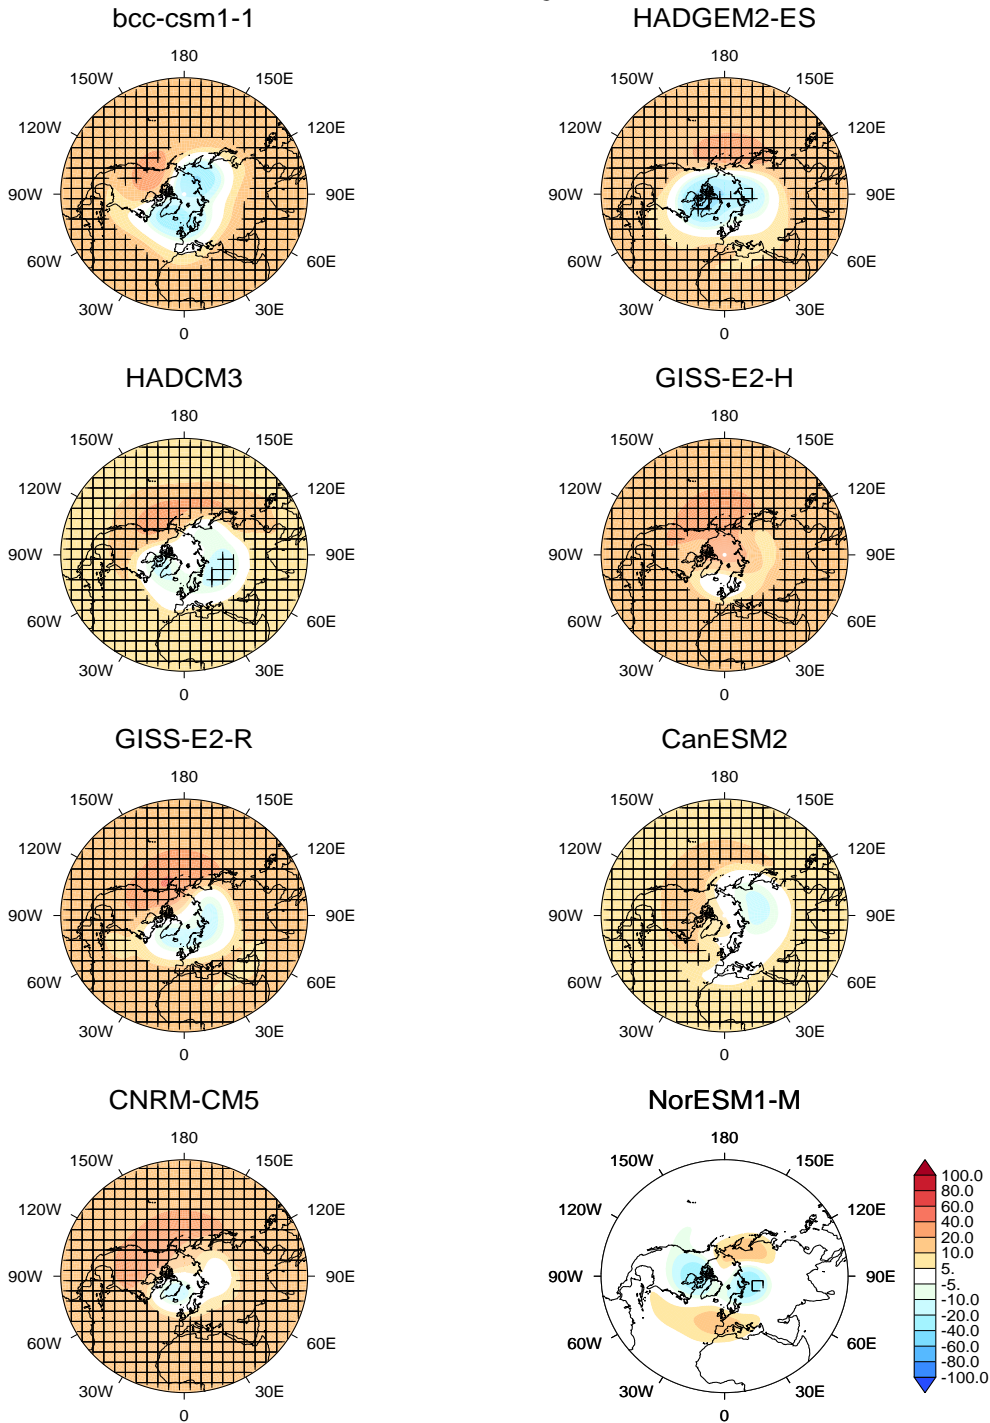 bcc-csm1-1
HADGEM2-ES
180
180
150W
150E
150W
150E
120W
120E
120W
120E
90W
90E
90W
90E
60W
60E
60W
60E
30W
30E
30W
30E
0
0
HADCM3
GISS-E2-H
180
180
150W
150E
150W
150E
120W
120E
120W
120E
90W
90E
90W
90E
60W
60E
60W
60E
30W
30E
30W
30E
0
0
GISS-E2-R
CanESM2
180
180
150W
150E
150W
150E
120W
120E
120W
120E
90W
90E
90W
90E
60W
60E
60W
60E
30W
30E
30W
30E
0
0
CNRM-CM5
NorESM1-M
180
180
150W
150E
150W
150E
120W
120E
120W
120E
90W
90E
90W
90E
60W
60E
60W
60E
30W
30E
30W
30E
0
0
100.0
80.0
60.0
40.0
20.0
10.0
5.
-5.
-10.0
-20.0
-40.0
-60.0
-80.0
-100.0